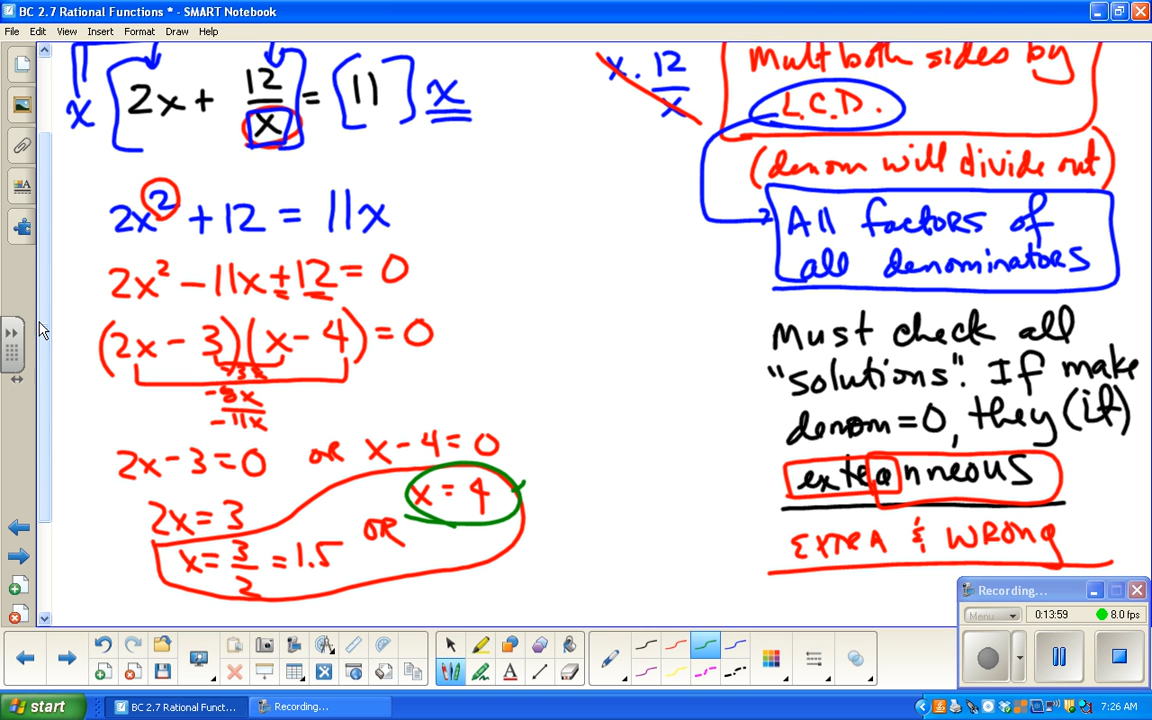 BC 2.7 Rational Functions * - SMART Notebook
File Edit View Insert Format Draw Help
x [2x + 12/x = [11] x
2x² + 12 = 11x
2x² - 11x + 12 = 0
(2x - 3)(x - 4) = 0
-3x
-8x
-11x
2x - 3 = 0 OR x - 4 = 0
2x = 3
x = 4
OR
x = 3/2 = 1.5
x · 12/x
Mult both sides by
L.C.D.
(denom will divide out)
All factors of
all denominators
Must check all
"solutions". If make
denom = 0, they (it)
extranneous
EXTRA & WRONG
Recording...
Menu
0:13:59 8.0 fps
start
BC 2.7 Rational Funct...
Recording...
7:26 AM